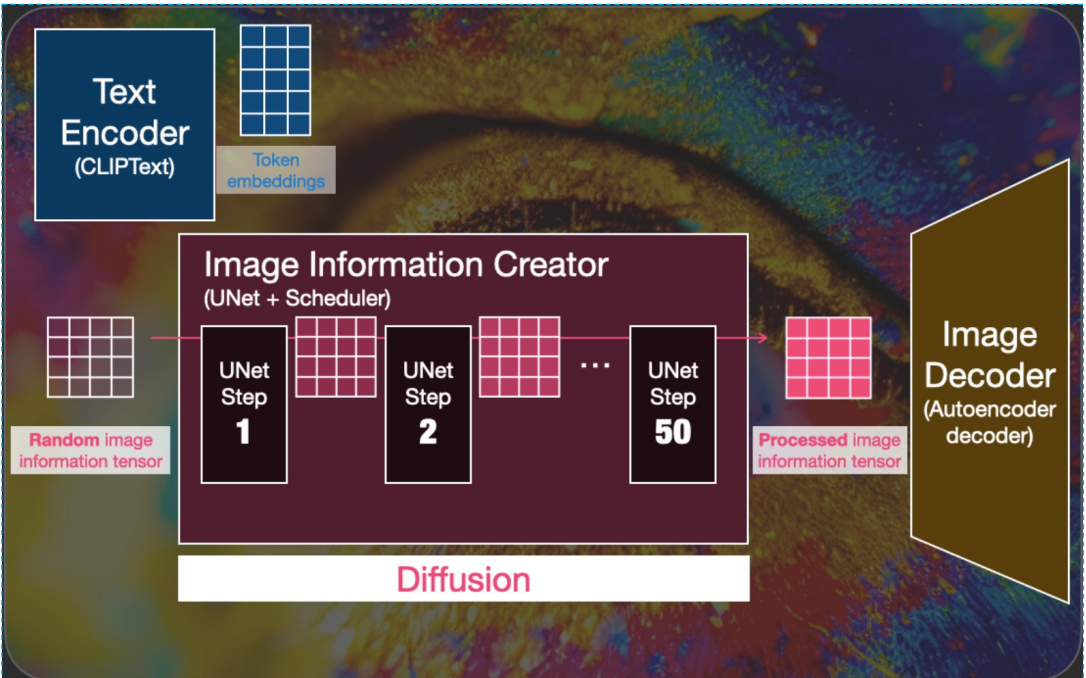 Text
Encoder
(CLIPText)
Token
embeddings
Image Information Creator
(UNet + Scheduler)
UNet
Step
1
UNet
Step
2
...
UNet
Step
50
Random image
information tensor
Processed image
information tensor
Image
Decoder
(Autoencoder
decoder)
Diffusion